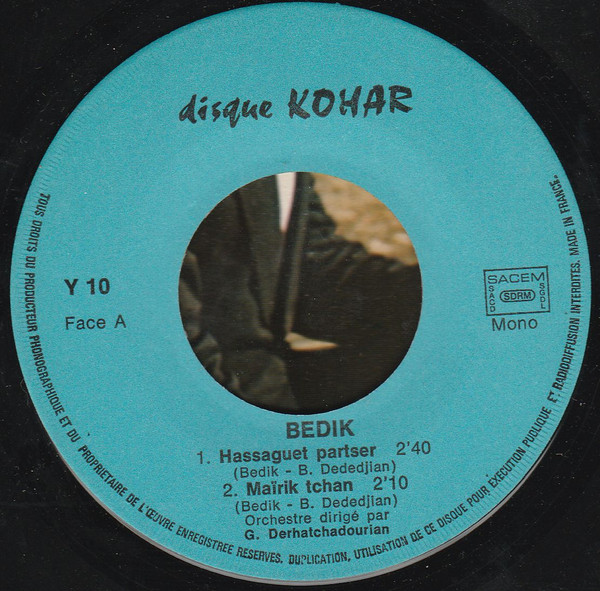 disque KOHAR
Y 10
Face A
SACEM
SACD
SDRM
SGDL
Mono
BEDIK
1. Hassaguet partser 2'40
(Bedik - B. Dededjian)
2. Maïrik tchan 2'10
(Bedik - B. Dededjian)
Orchestre dirigé par
G. Derhatchadourian
TOUS DROITS DU PRODUCTEUR PHONOGRAPHIQUE ET DU PROPRIETAIRE DE L'ŒUVRE ENREGISTREE RESERVES. DUPLICATION, UTILISATION DE CE DISQUE POUR EXECUTION PUBLIQUE ET RADIODIFFUSION INTERDITES. MADE IN FRANCE.